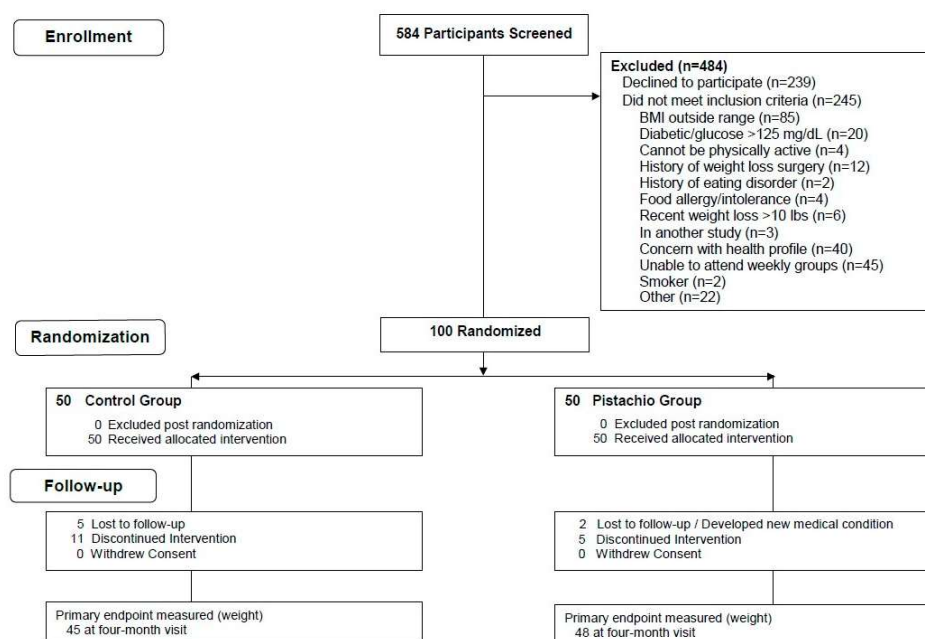 Enrollment
584 Participants Screened
Excluded (n=484)
Declined to participate (n=239)
Did not meet inclusion criteria (n=245)
BMI outside range (n=85)
Diabetic/glucose >125 mg/dL (n=20)
Cannot be physically active (n=4)
History of weight loss surgery (n=12)
History of eating disorder (n=2)
Food allergy/intolerance (n=4)
Recent weight loss >10 lbs (n=6)
In another study (n=3)
Concern with health profile (n=40)
Unable to attend weekly groups (n=45)
Smoker (n=2)
Other (n=22)
Randomization
100 Randomized
50 Control Group
0 Excluded post randomization
50 Received allocated intervention
50 Pistachio Group
0 Excluded post randomization
50 Received allocated intervention
Follow-up
5 Lost to follow-up
11 Discontinued Intervention
0 Withdrew Consent
2 Lost to follow-up / Developed new medical condition
5 Discontinued Intervention
0 Withdrew Consent
Primary endpoint measured (weight)
45 at four-month visit
Primary endpoint measured (weight)
48 at four-month visit